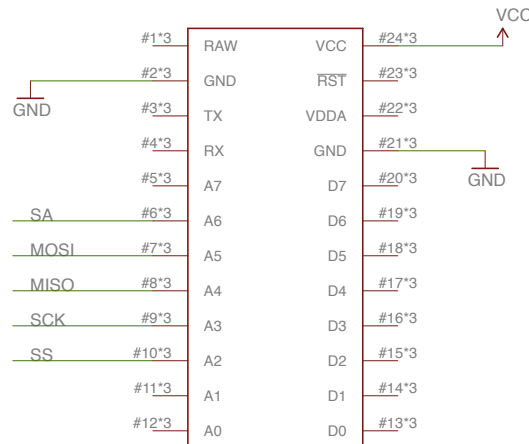 VCC
#1*3 RAW VCC #24*3
#2*3 GND RST #23*3
GND #3*3 TX VDDA #22*3
#4*3 RX GND #21*3
#5*3 A7 D7 #20*3 GND
SA #6*3 A6 D6 #19*3
MOSI #7*3 A5 D5 #18*3
MISO #8*3 A4 D4 #17*3
SCK #9*3 A3 D3 #16*3
SS #10*3 A2 D2 #15*3
#11*3 A1 D1 #14*3
#12*3 A0 D0 #13*3